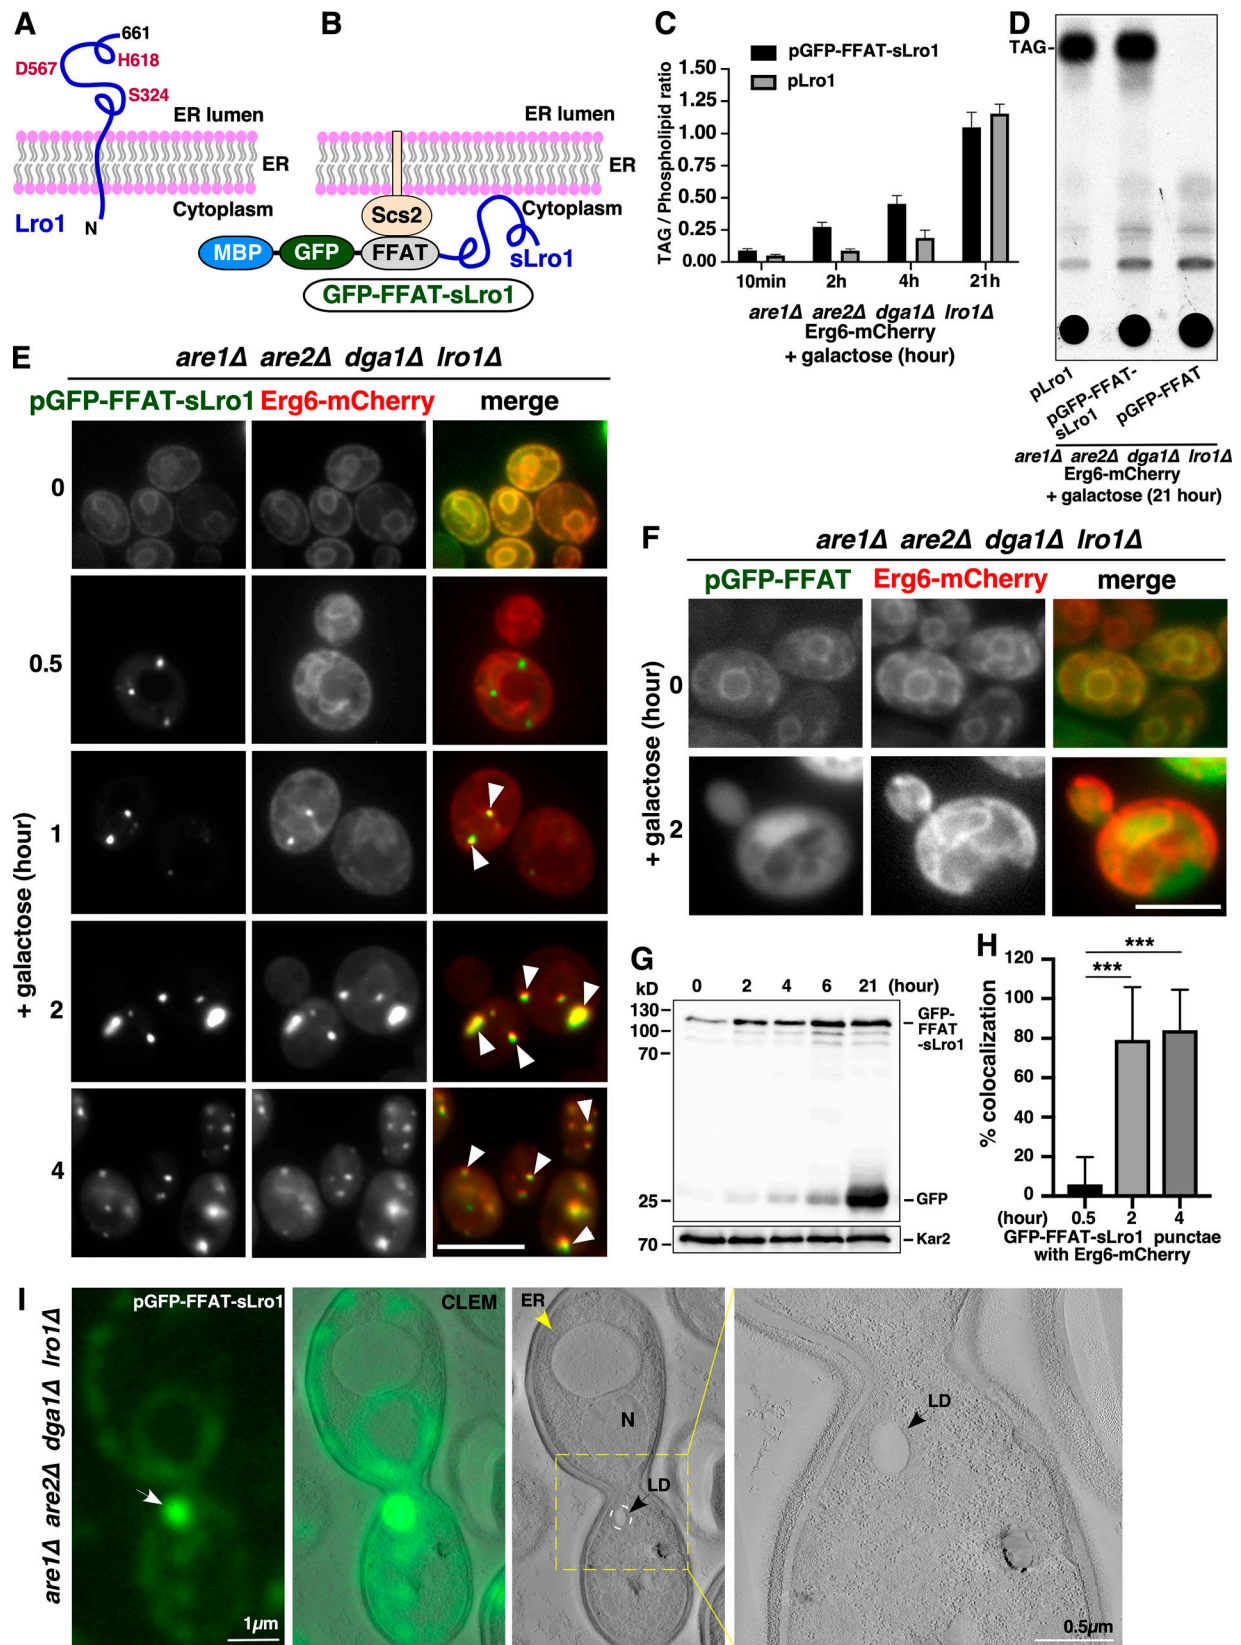 A
661
D567
H618
S324
ER lumen
ER
Cytoplasm
Lro1
N
B
ER lumen
ER
Scs2
Cytoplasm
MBP
GFP
FFAT
sLro1
GFP-FFAT-sLro1
C
pGFP-FFAT-sLro1
pLro1
TAG / Phospholipid ratio
1.50
1.25
1.00
0.75
0.50
0.25
0.00
10min 2h 4h 21h
are1Δ are2Δ dga1Δ lro1Δ
Erg6-mCherry
+ galactose (hour)
D
TAG-
pLro1
pGFP-FFAT-
sLro1
pGFP-FFAT
are1Δ are2Δ dga1Δ lro1Δ
Erg6-mCherry
+ galactose (21 hour)
E
are1Δ are2Δ dga1Δ lro1Δ
pGFP-FFAT-sLro1 Erg6-mCherry merge
+ galactose (hour)
0
0.5
1
2
4
F
are1Δ are2Δ dga1Δ lro1Δ
pGFP-FFAT Erg6-mCherry merge
+ galactose (hour)
0
2
G
kD
0 2 4 6 21 (hour)
130
100
70
25
70
GFP-
FFAT
-sLro1
GFP
Kar2
H
% colocalization
120
100
80
60
40
20
0
***
***
(hour) 0.5 2 4
GFP-FFAT-sLro1 punctae
with Erg6-mCherry
I
are1Δ are2Δ dga1Δ lro1Δ
pGFP-FFAT-sLro1
1μm
CLEM
ER
N
LD
LD
0.5μm